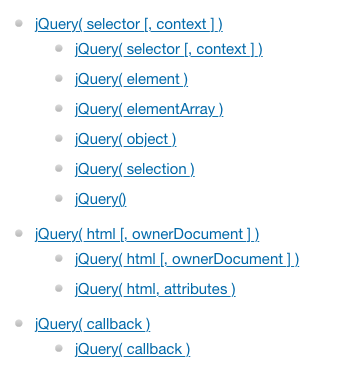 jQuery( selector [, context ] )
jQuery( selector [, context ] )
jQuery( element )
jQuery( elementArray )
jQuery( object )
jQuery( selection )
jQuery()
jQuery( html [, ownerDocument ] )
jQuery( html [, ownerDocument ] )
jQuery( html, attributes )
jQuery( callback )
jQuery( callback )